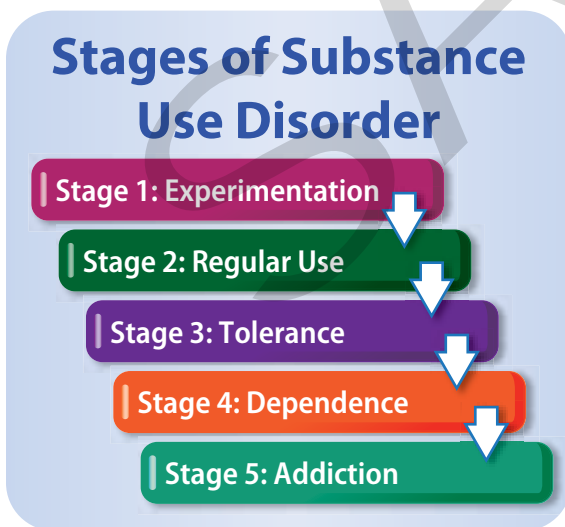 Stages of Substance
Use Disorder
Stage 1: Experimentation
Stage 2: Regular Use
Stage 3: Tolerance
Stage 4: Dependence
Stage 5: Addiction